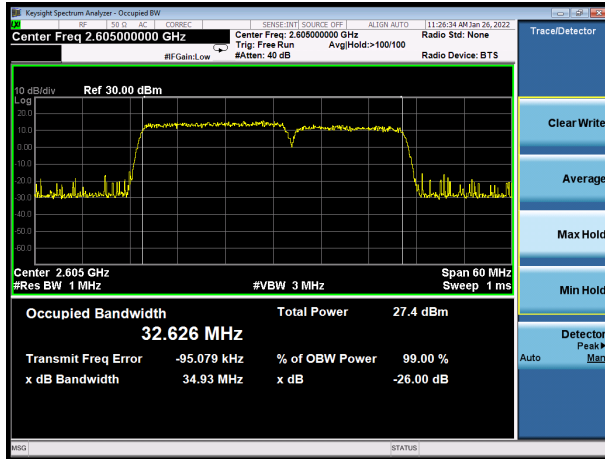 Keysight Spectrum Analyzer - Occupied BW
RF 50 Ω AC CORREC SENSE:INT SOURCE OFF ALIGN AUTO 11:26:34 AM Jan 26, 2022
Center Freq 2.605000000 GHz
Center Freq: 2.605000000 GHz
Radio Std: None
Trig: Free Run Avg|Hold:>100/100
#IFGain:Low #Atten: 40 dB Radio Device: BTS
Trace/Detector
10 dB/div Ref 30.00 dBm
Log
20.0
10.0
0.00
-10.0
-20.0
-30.0
-40.0
-50.0
-60.0
Center 2.605 GHz Span 60 MHz
#Res BW 1 MHz #VBW 3 MHz Sweep 1 ms
Occupied Bandwidth Total Power 27.4 dBm
32.626 MHz
Transmit Freq Error -95.079 kHz % of OBW Power 99.00 %
x dB Bandwidth 34.93 MHz x dB -26.00 dB
Clear Write
Average
Max Hold
Min Hold
Detector
Peak▶
Auto Man
MSG STATUS